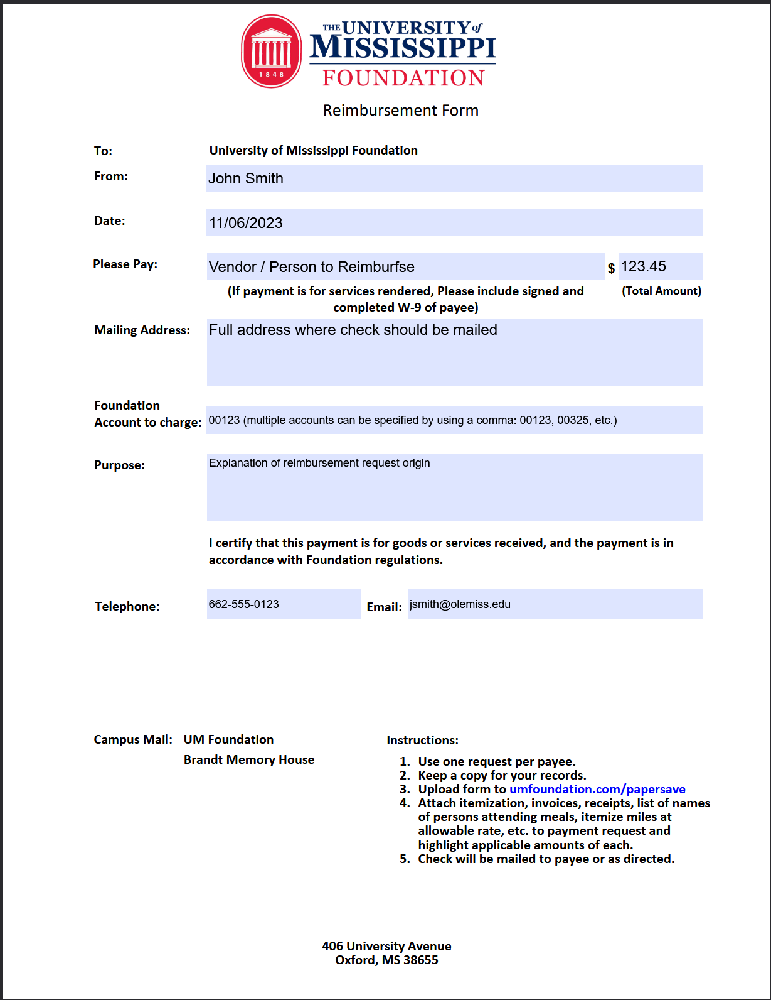 1848
THE UNIVERSITY of
MISSISSIPPI
FOUNDATION
Reimbursement Form
To: University of Mississippi Foundation
From: John Smith
Date: 11/06/2023
Please Pay: Vendor / Person to Reimburfse $ 123.45
(If payment is for services rendered, Please include signed and (Total Amount)
completed W-9 of payee)
Mailing Address: Full address where check should be mailed
Foundation
Account to charge: 00123 (multiple accounts can be specified by using a comma: 00123, 00325, etc.)
Purpose: Explanation of reimbursement request origin
I certify that this payment is for goods or services received, and the payment is in
accordance with Foundation regulations.
Telephone: 662-555-0123 Email: jsmith@olemiss.edu
Campus Mail: UM Foundation
Brandt Memory House
Instructions:
1. Use one request per payee.
2. Keep a copy for your records.
3. Upload form to umfoundation.com/papersave
4. Attach itemization, invoices, receipts, list of names
of persons attending meals, itemize miles at
allowable rate, etc. to payment request and
highlight applicable amounts of each.
5. Check will be mailed to payee or as directed.
406 University Avenue
Oxford, MS 38655